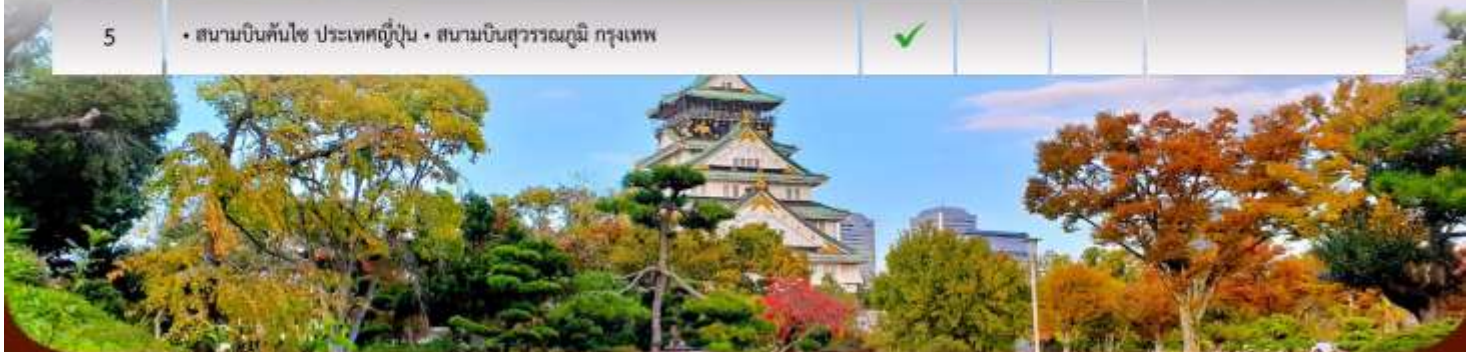 5 • สนามบินคันไซ ประเทศญี่ปุ่น • สนามบินสุวรรณภูมิ กรุงเทพ ✓